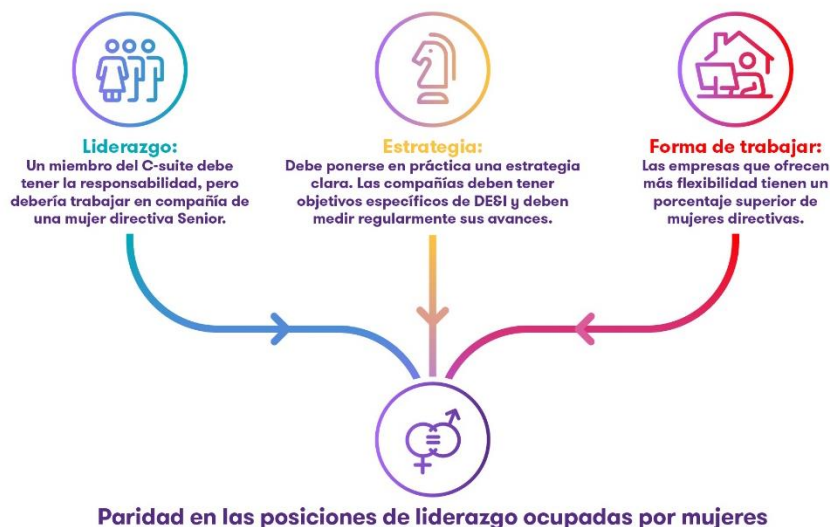 Liderazgo:
Un miembro del C-suite debe
tener la responsabilidad, pero
debería trabajar en compañía de
una mujer directiva Senior.
Estrategia:
Debe ponerse en práctica una estrategia
clara. Las compañías deben tener
objetivos específicos de DE&I y deben
medir regularmente sus avances.
Forma de trabajar:
Las empresas que ofrecen
más flexibilidad tienen un
porcentaje superior de
mujeres directivas.
Paridad en las posiciones de liderazgo ocupadas por mujeres